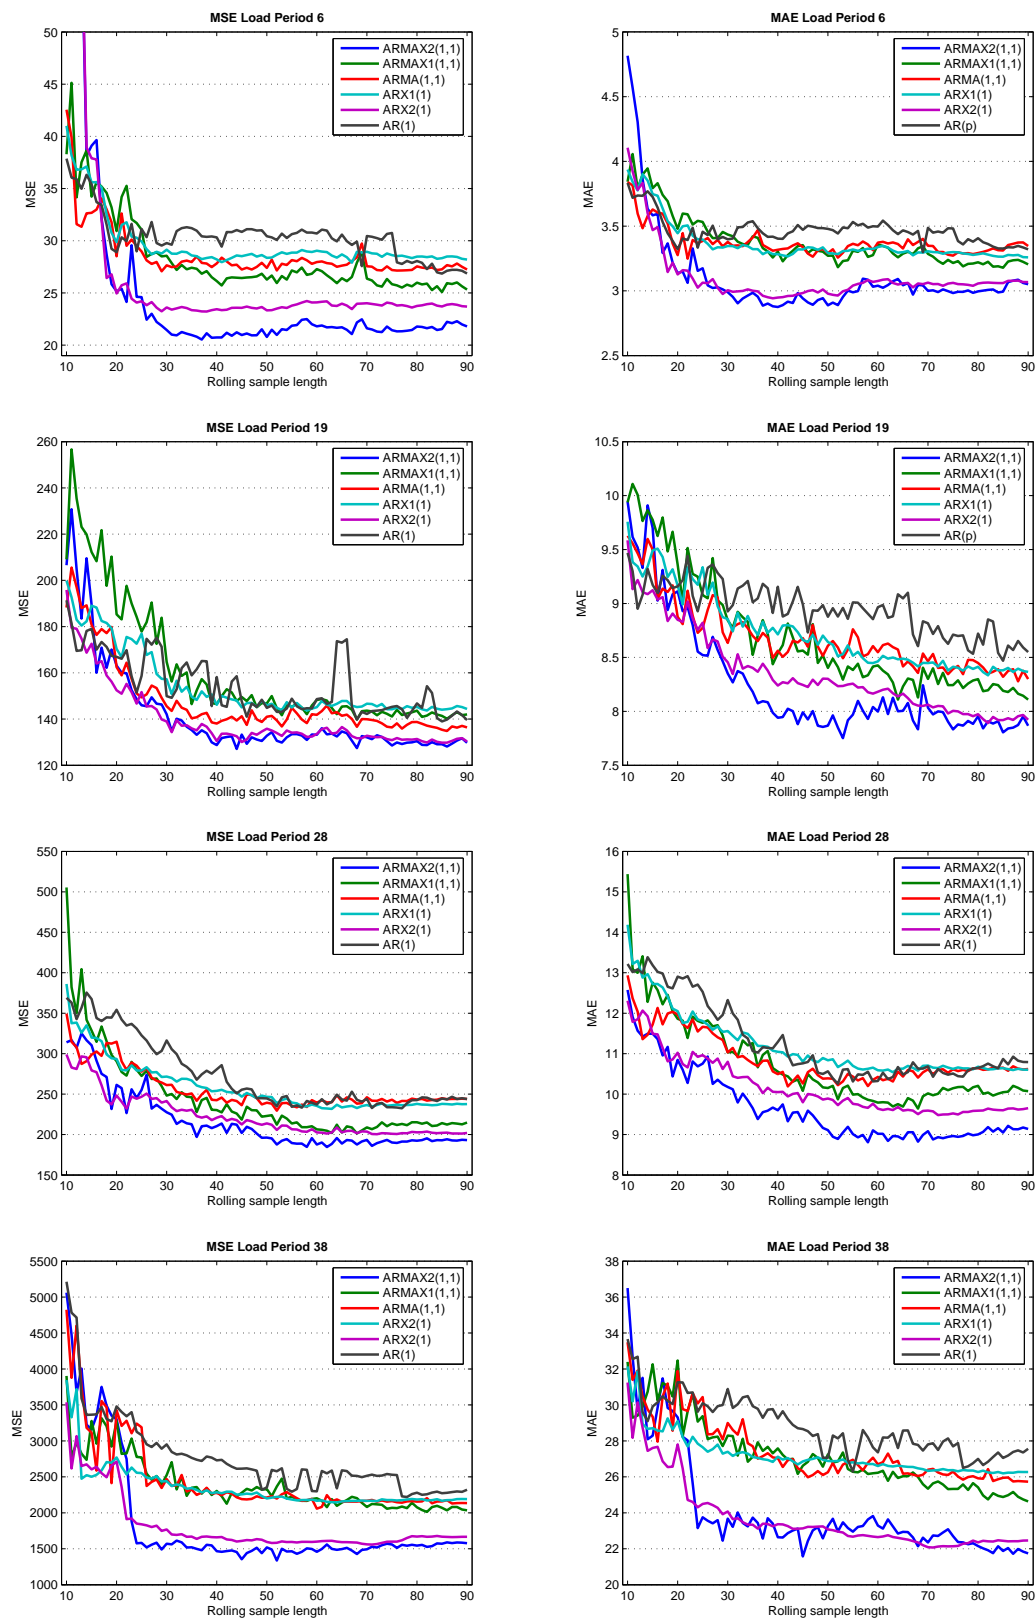 MSE Load Period 6
50
45
40
35
30
25
20
MSE
10 20 30 40 50 60 70 80 90
Rolling sample length
ARMAX2(1,1)
ARMAX1(1,1)
ARMA(1,1)
ARX1(1)
ARX2(1)
AR(1)
MAE Load Period 6
5
4.5
4
3.5
3
2.5
MAE
10 20 30 40 50 60 70 80 90
Rolling sample length
ARMAX2(1,1)
ARMAX1(1,1)
ARMA(1,1)
ARX1(1)
ARX2(1)
AR(p)
MSE Load Period 19
260
240
220
200
180
160
140
120
MSE
10 20 30 40 50 60 70 80 90
Rolling sample length
ARMAX2(1,1)
ARMAX1(1,1)
ARMA(1,1)
ARX1(1)
ARX2(1)
AR(1)
MAE Load Period 19
10.5
10
9.5
9
8.5
8
7.5
MAE
10 20 30 40 50 60 70 80 90
Rolling sample length
ARMAX2(1,1)
ARMAX1(1,1)
ARMA(1,1)
ARX1(1)
ARX2(1)
AR(p)
MSE Load Period 28
550
500
450
400
350
300
250
200
150
MSE
10 20 30 40 50 60 70 80 90
Rolling sample length
ARMAX2(1,1)
ARMAX1(1,1)
ARMA(1,1)
ARX1(1)
ARX2(1)
AR(1)
MAE Load Period 28
16
15
14
13
12
11
10
9
8
MAE
10 20 30 40 50 60 70 80 90
Rolling sample length
ARMAX2(1,1)
ARMAX1(1,1)
ARMA(1,1)
ARX1(1)
ARX2(1)
AR(1)
MSE Load Period 38
5500
5000
4500
4000
3500
3000
2500
2000
1500
1000
MSE
10 20 30 40 50 60 70 80 90
Rolling sample length
ARMAX2(1,1)
ARMAX1(1,1)
ARMA(1,1)
ARX2(1)
ARX2(1)
AR(1)
MAE Load Period 38
38
36
34
32
30
28
26
24
22
20
MAE
10 20 30 40 50 60 70 80 90
Rolling sample length
ARMAX2(1,1)
ARMAX1(1,1)
ARMA(1,1)
ARX1(1)
ARX2(1)
AR(1)